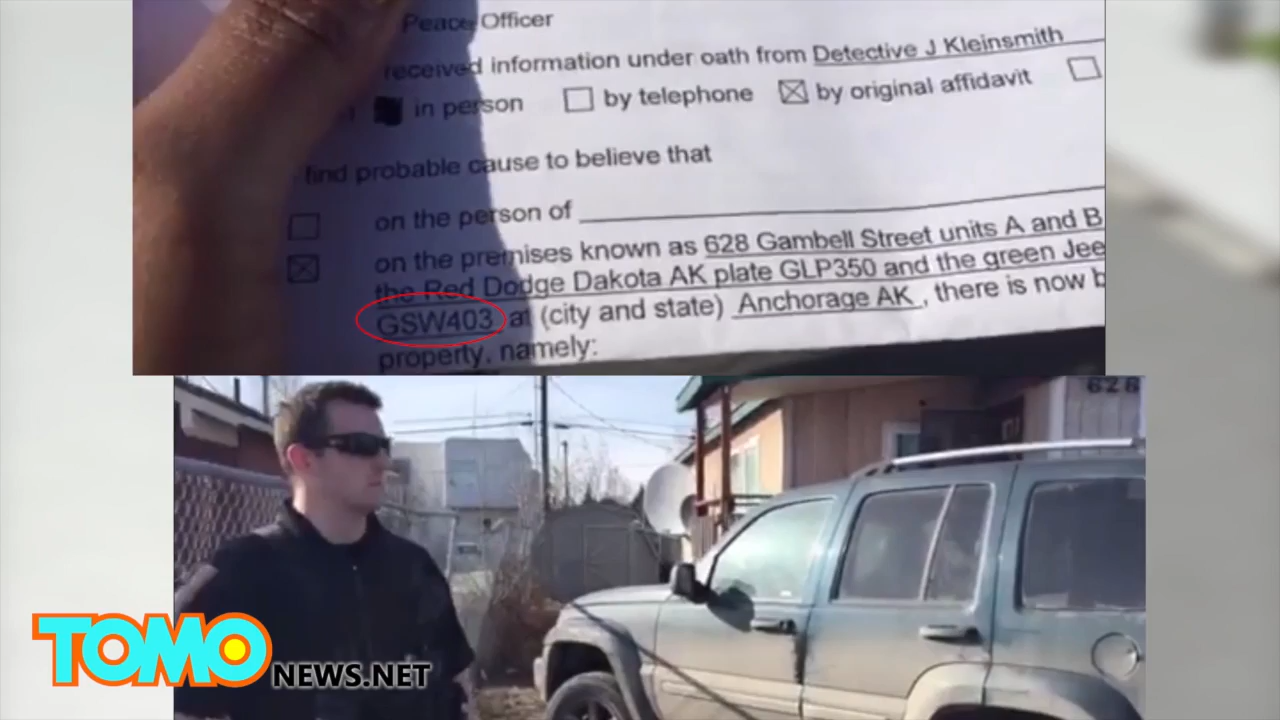 Peace Officer
received information under oath from Detective J Kleinsmith
in person by telephone by original affidavit
find probable cause to believe that
on the person of
on the premises known as 628 Gambell Street units A and B
the Red Dodge Dakota AK plate GLP350 and the green Jee
GSW403 at (city and state) Anchorage AK, there is now b
property, namely:
626
TOMO NEWS.NET